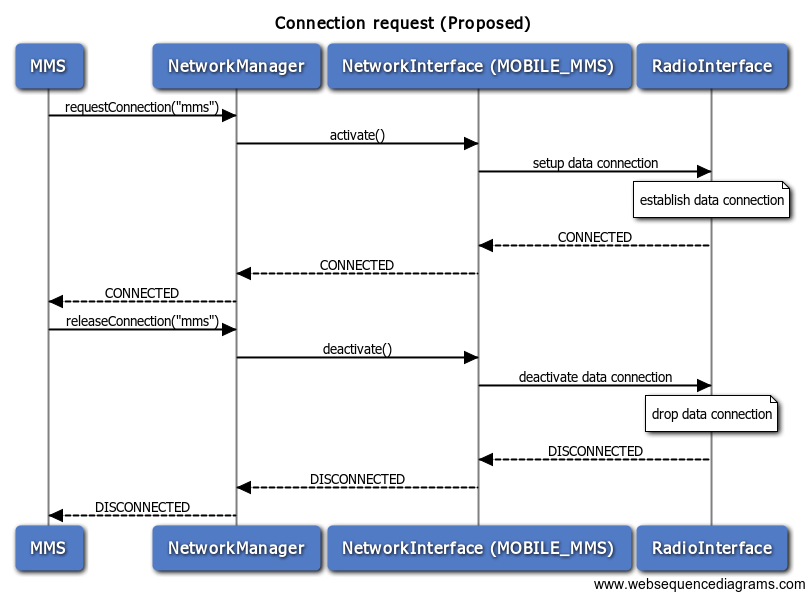 Connection request (Proposed)
MMS NetworkManager NetworkInterface (MOBILE_MMS) RadioInterface
requestConnection("mms")
activate()
setup data connection
establish data connection
CONNECTED
CONNECTED
CONNECTED
releaseConnection("mms")
deactivate()
deactivate data connection
drop data connection
DISCONNECTED
DISCONNECTED
DISCONNECTED
MMS NetworkManager NetworkInterface (MOBILE_MMS) RadioInterface
www.websequencediagrams.com